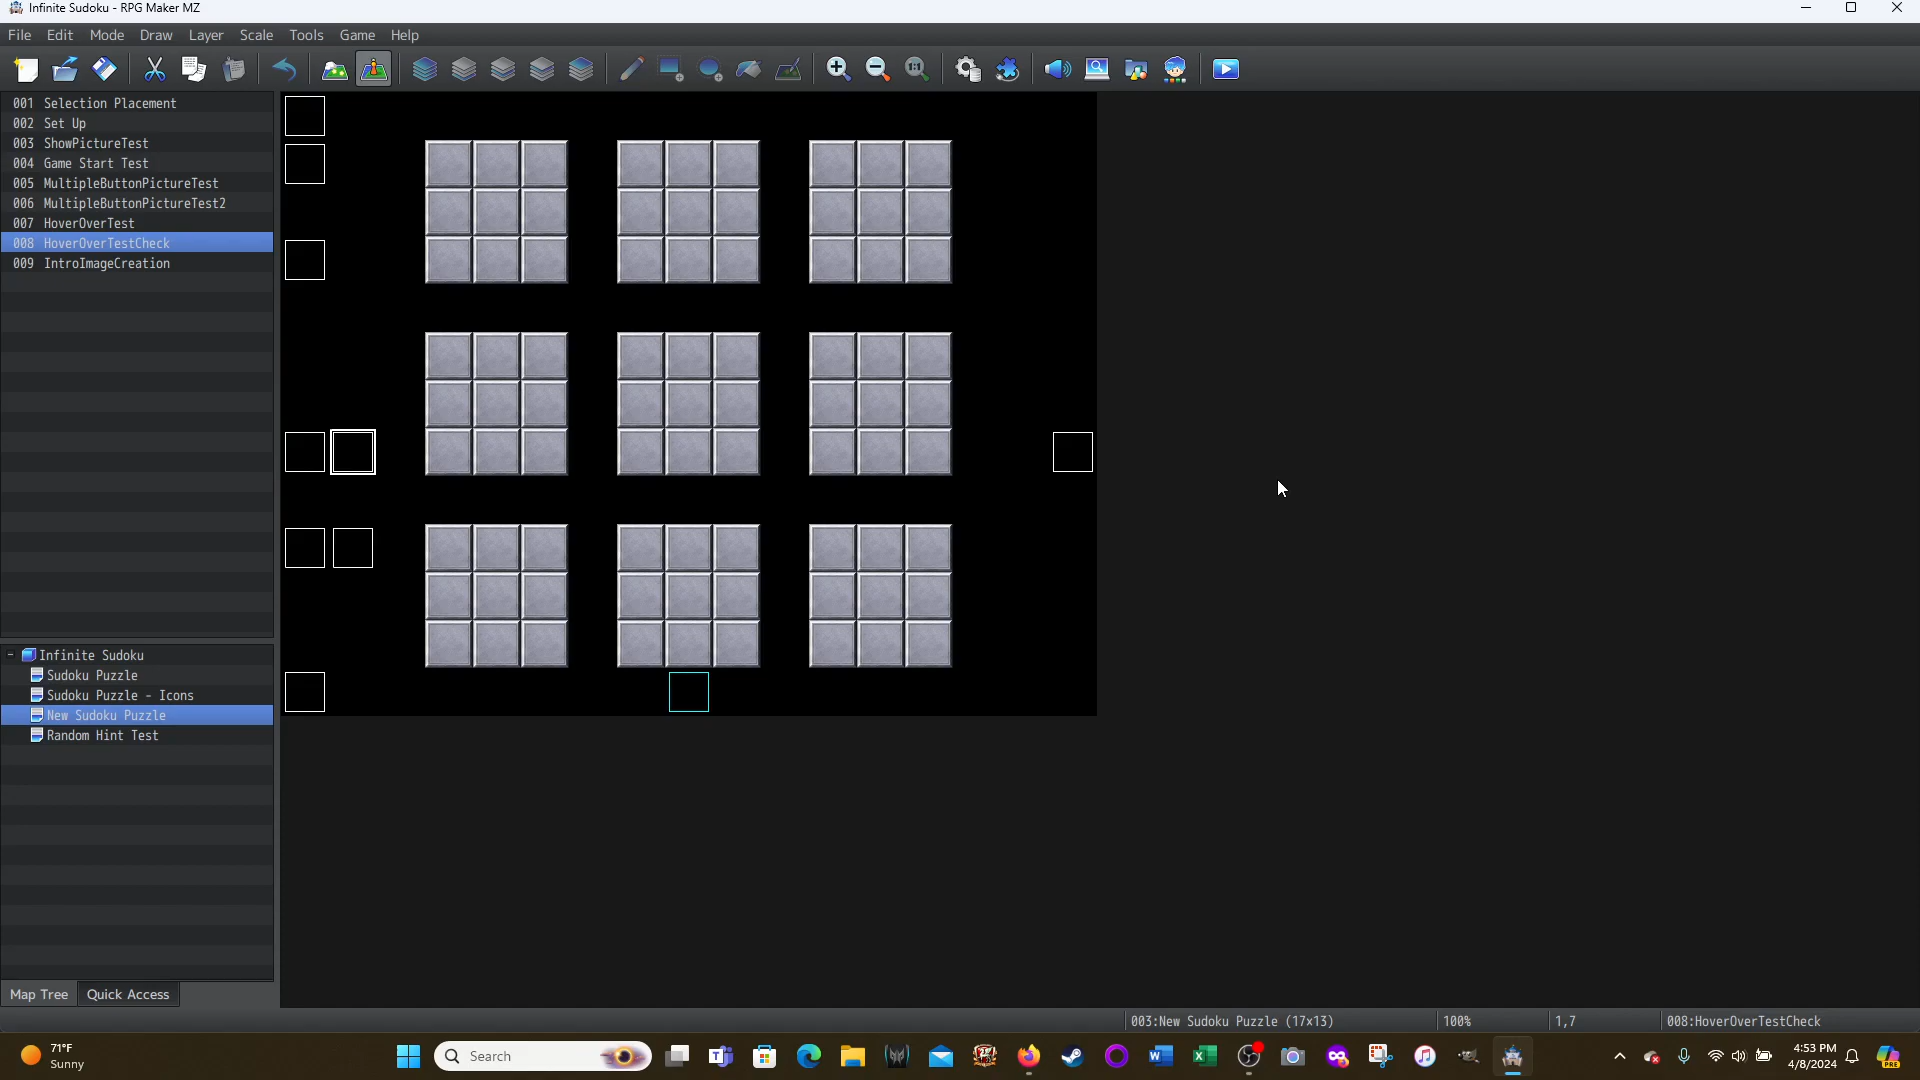 Infinite Sudoku - RPG Maker MZ
File Edit Mode Draw Layer Scale Tools Game Help
1:1
001 Selection Placement
002 Set Up
003 ShowPictureTest
004 Game Start Test
005 MultipleButtonPictureTest
006 MultipleButtonPictureTest2
007 HoverOverTest
008 HoverOverTestCheck
009 IntroImageCreation
Infinite Sudoku
Sudoku Puzzle
Sudoku Puzzle - Icons
New Sudoku Puzzle
Random Hint Test
Map Tree Quick Access
003:New Sudoku Puzzle (17x13) 100% 1,7 008:HoverOverTestCheck
71°F
Sunny
Search
4:53 PM
4/8/2024
PRE